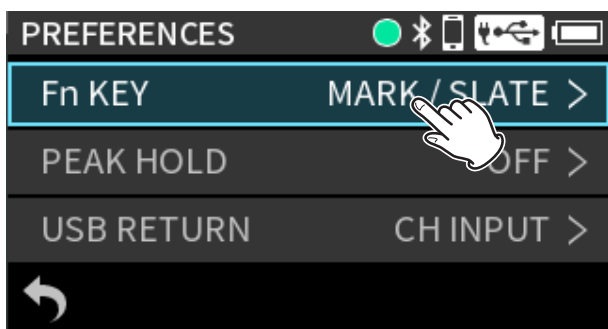 PREFERENCES
Fn KEY MARK / SLATE >
PEAK HOLD OFF >
USB RETURN CH INPUT >